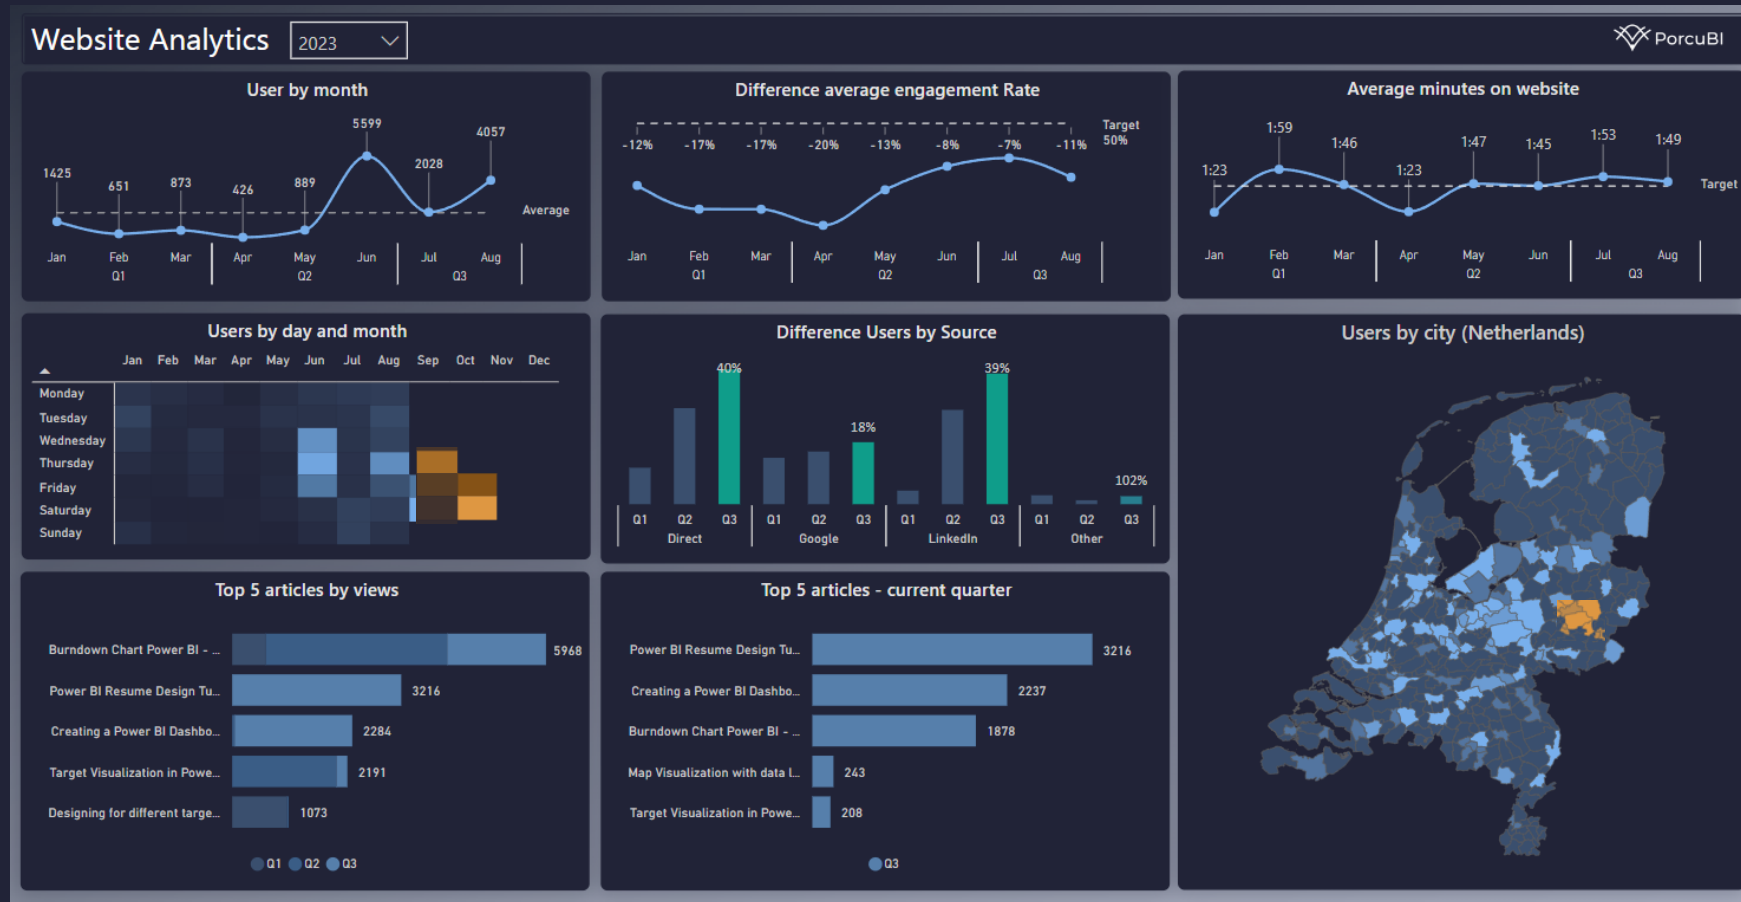 Website Analytics
2023
PorcuBI
User by month
1425
651
873
426
889
5599
2028
4057
Average
Jan Feb Mar Apr May Jun Jul Aug
Q1 Q2 Q3
Difference average engagement Rate
Target
50%
-12% -17% -17% -20% -13% -8% -7% -11%
Jan Feb Mar Apr May Jun Jul Aug
Q1 Q2 Q3
Average minutes on website
1:23
1:59
1:46
1:23
1:47
1:45
1:53
1:49
Target
Jan Feb Mar Apr May Jun Jul Aug
Q1 Q2 Q3
Users by day and month
Jan Feb Mar Apr May Jun Jul Aug Sep Oct Nov Dec
Monday
Tuesday
Wednesday
Thursday
Friday
Saturday
Sunday
Difference Users by Source
40%
18%
39%
102%
Q1 Q2 Q3 Q1 Q2 Q3 Q1 Q2 Q3 Q1 Q2 Q3
Direct Google LinkedIn Other
Users by city (Netherlands)
Top 5 articles by views
Burndown Chart Power BI - ... 5968
Power BI Resume Design Tu... 3216
Creating a Power BI Dashbo... 2284
Target Visualization in Powe... 2191
Designing for different targe... 1073
Q1 Q2 Q3
Top 5 articles - current quarter
Power BI Resume Design Tu... 3216
Creating a Power BI Dashbo... 2237
Burndown Chart Power BI - ... 1878
Map Visualization with data l... 243
Target Visualization in Powe... 208
Q3